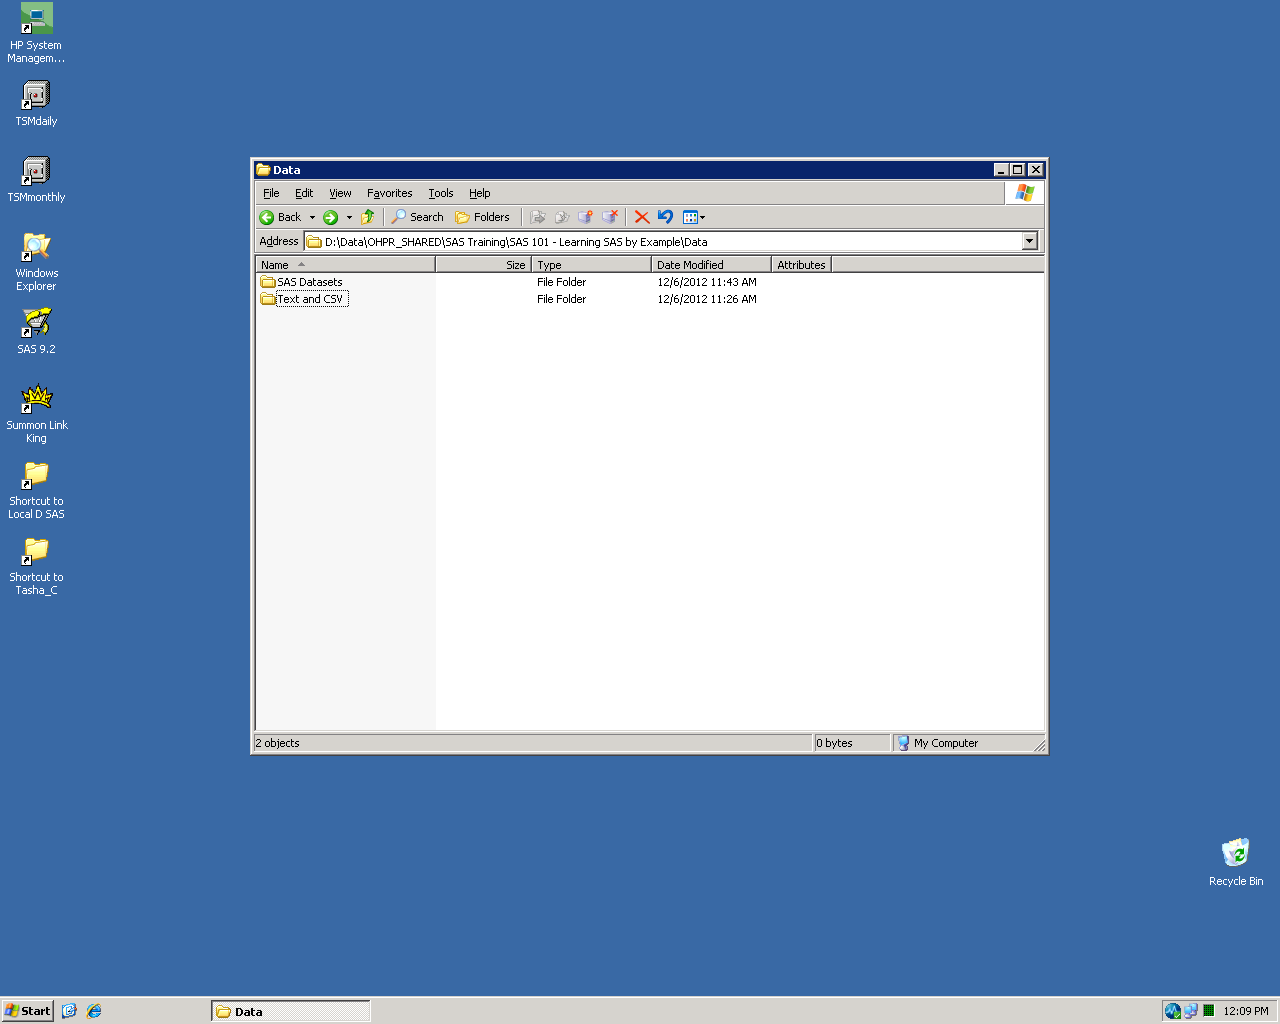 HP System
Managem...
TSMdaily
TSMmonthly
Windows
Explorer
SAS 9.2
Summon Link
King
Shortcut to
Local D SAS
Shortcut to
Tasha_C
Data
File Edit View Favorites Tools Help
Back Search Folders
Address D:\Data\OHPR_SHARED\SAS Training\SAS 101 - Learning SAS by Example\Data
Name Size Type Date Modified Attributes
SAS Datasets File Folder 12/6/2012 11:43 AM
Text and CSV File Folder 12/6/2012 11:26 AM
2 objects 0 bytes My Computer
Recycle Bin
Start Data 12:09 PM